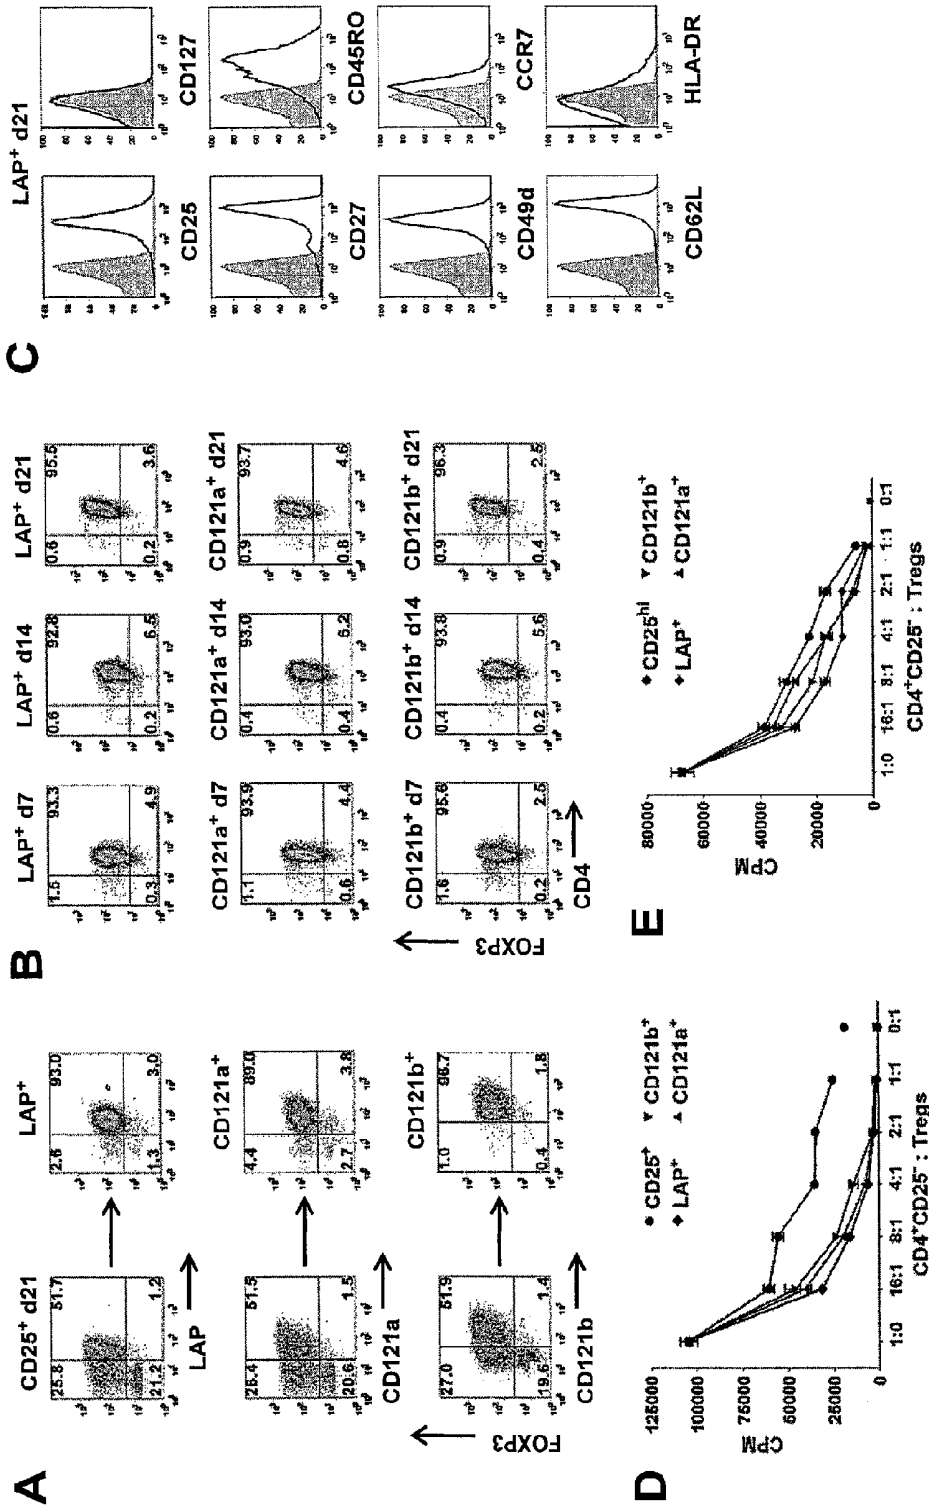 A
CD25⁺ d21
25.8 51.7
21.2 1.2
LAP
LAP⁺
2.6 93.0
1.3 3.0
25.4 51.5
20.6 1.5
CD121a
CD121a⁺
4.4 89.0
2.7 3.8
27.0 51.9
19.6 1.4
CD121b
CD121b⁺
1.0 96.7
0.4 1.8
FOXP3
B
LAP⁺ d7
1.5 93.3
0.3 4.9
LAP⁺ d14
0.6 92.8
0.2 6.5
LAP⁺ d21
0.6 95.5
0.2 3.6
CD121a⁺ d7
1.1 93.9
0.6 4.4
CD121a⁺ d14
0.4 93.0
0.4 6.2
CD121a⁺ d21
0.9 93.7
0.8 4.6
CD121b⁺ d7
1.6 95.6
0.2 2.5
CD121b⁺ d14
0.4 93.8
0.2 5.6
CD121b⁺ d21
0.9 96.3
0.4 2.5
FOXP3
CD4
C
LAP⁺ d21
CD25
CD127
CD27
CD45RO
CD49d
CCR7
CD62L
HLA-DR
D
CD25⁺ CD121b⁺
LAP⁺ CD121a⁺
125000
100000
75000
50000
25000
0
CPM
1:0 16:1 8:1 4:1 2:1 1:1 0:1
CD4⁺CD25⁻ : Tregs
E
CD25ʰⁱ CD121b⁺
LAP⁺ CD121a⁺
80000
60000
40000
20000
0
CPM
1:0 16:1 8:1 4:1 2:1 1:1 0:1
CD4⁺CD25⁻ : Tregs